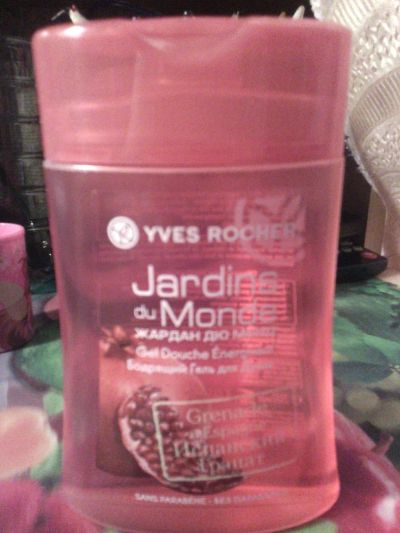 YVES ROCHER
Jardins
du Monde
ЖАРДАН ДЮ МОНД
Gel Douche Énergisant
Бодрящий Гель для Душа
Grenade
d'Espagne
Испанский
Гранат
SANS PARABENS - БЕЗ ПАРАБЕНОВ